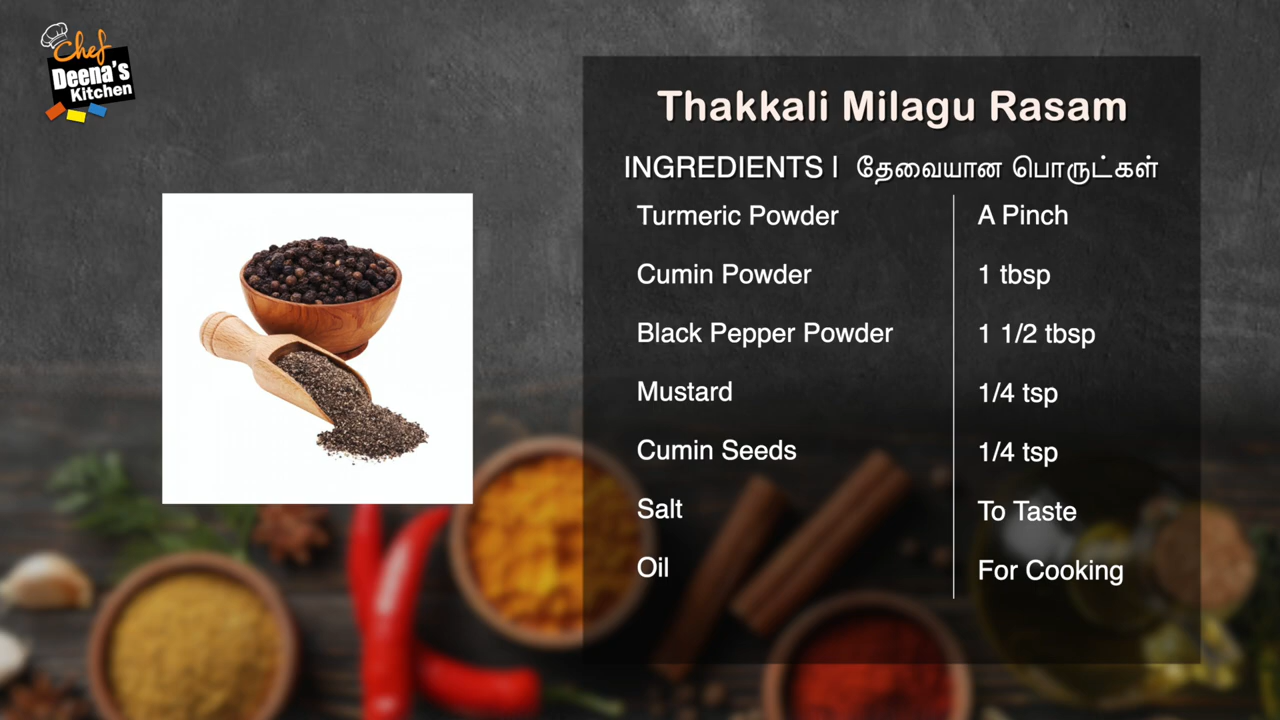 Chef
Deena's
Kitchen
Thakkali Milagu Rasam
INGREDIENTS | தேவையான பொருட்கள்
Turmeric Powder A Pinch
Cumin Powder 1 tbsp
Black Pepper Powder 1 1/2 tbsp
Mustard 1/4 tsp
Cumin Seeds 1/4 tsp
Salt To Taste
Oil For Cooking